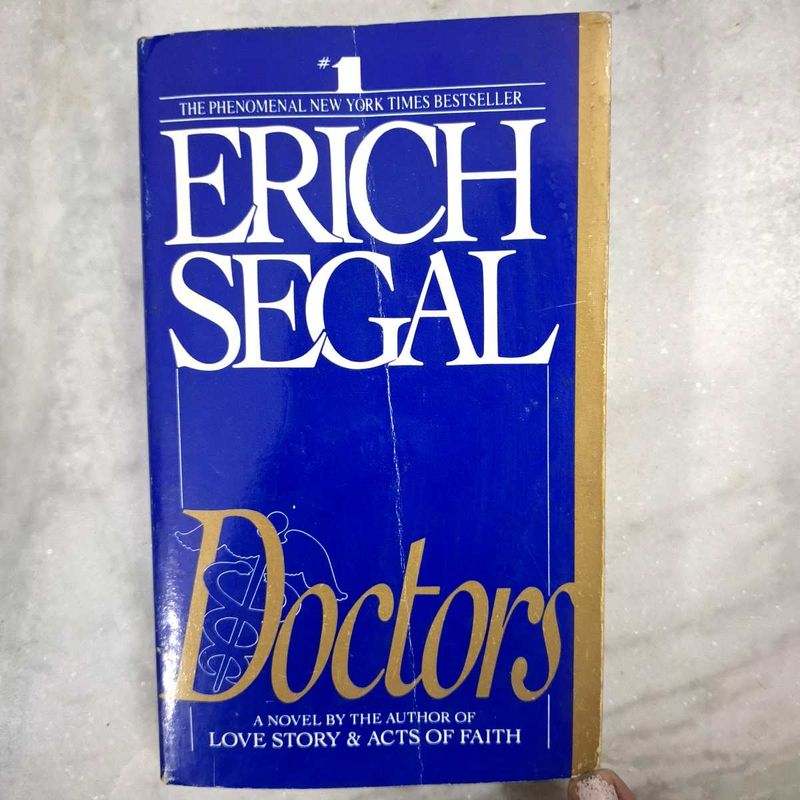 #1
THE PHENOMENAL NEW YORK TIMES BESTSELLER
ERICH
SEGAL
Doctors
A NOVEL BY THE AUTHOR OF
LOVE STORY & ACTS OF FAITH